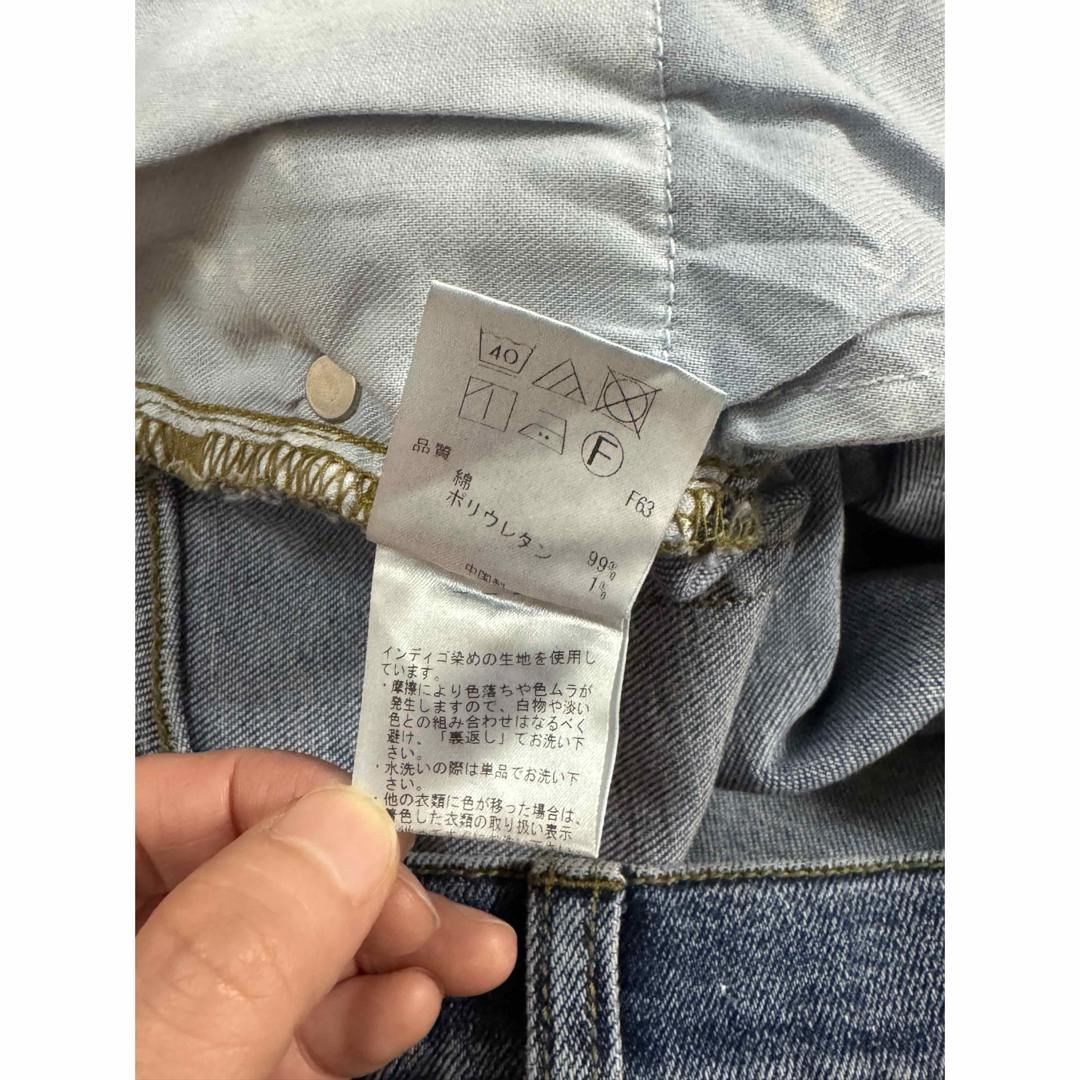 40
F
品質
F63
綿 99%
ポリウレタン 1%
中国製
インディゴ染めの生地を使用し
ています。
・摩擦により色落ちや色ムラが
発生しますので、白物や淡い
色との組み合わせはなるべく
避け、「裏返し」でお洗い下
さい。
・水洗いの際は単品でお洗い下
さい。
・他の衣類に色が移った場合は、
着色した衣類の取り扱い表示